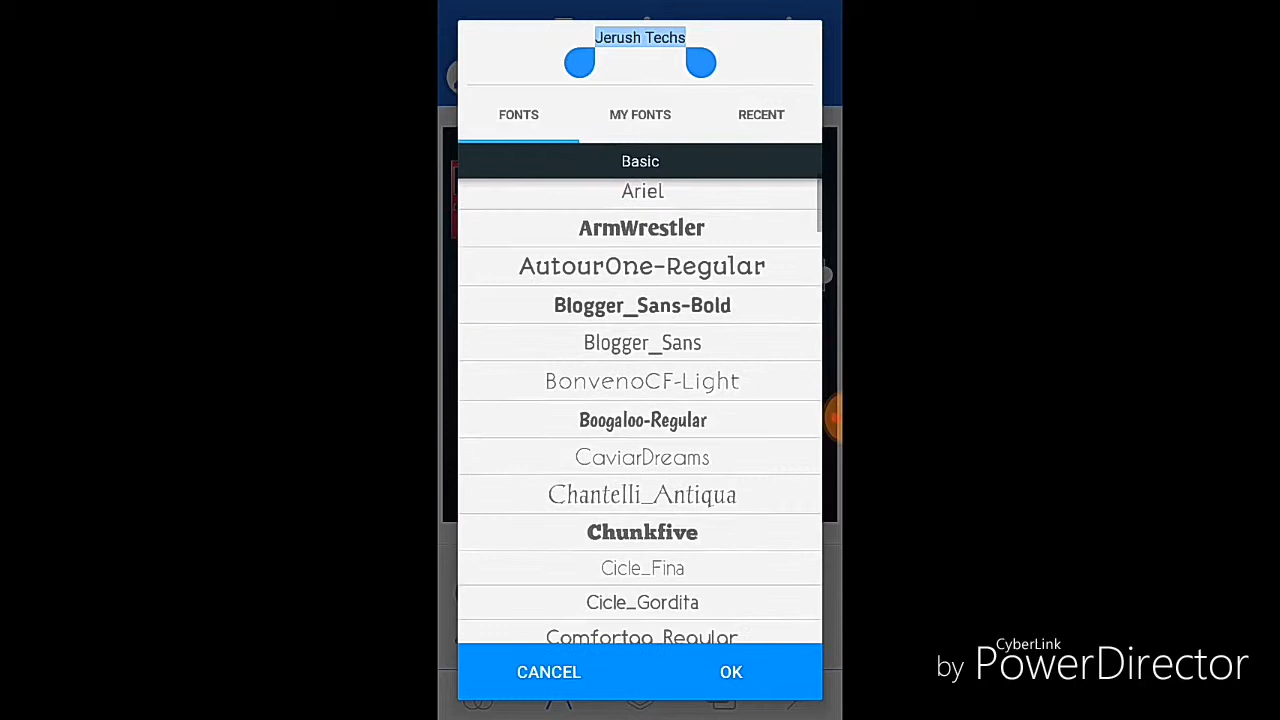 Jerush Techs
FONTS
MY FONTS
RECENT
Basic
Ariel
ArmWrestler
AutourOne-Regular
Blogger_Sans-Bold
Blogger_Sans
BonvenoCF-Light
Boogaloo-Regular
CaviarDreams
Chantelli_Antiqua
Chunkfive
Cicle_Fina
Cicle_Gordita
Comfortaa_Regular
CANCEL
OK
CyberLink
by PowerDirector